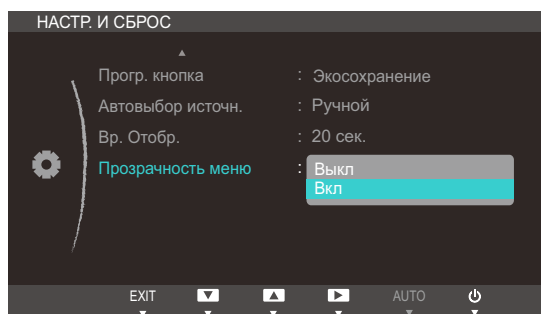 НАСТР. И СБРОС
Прогр. кнопка : Экосохранение
Автовыбор источн. : Ручной
Вр. Отобр. : 20 сек.
Прозрачность меню : Выкл
Вкл
EXIT AUTO